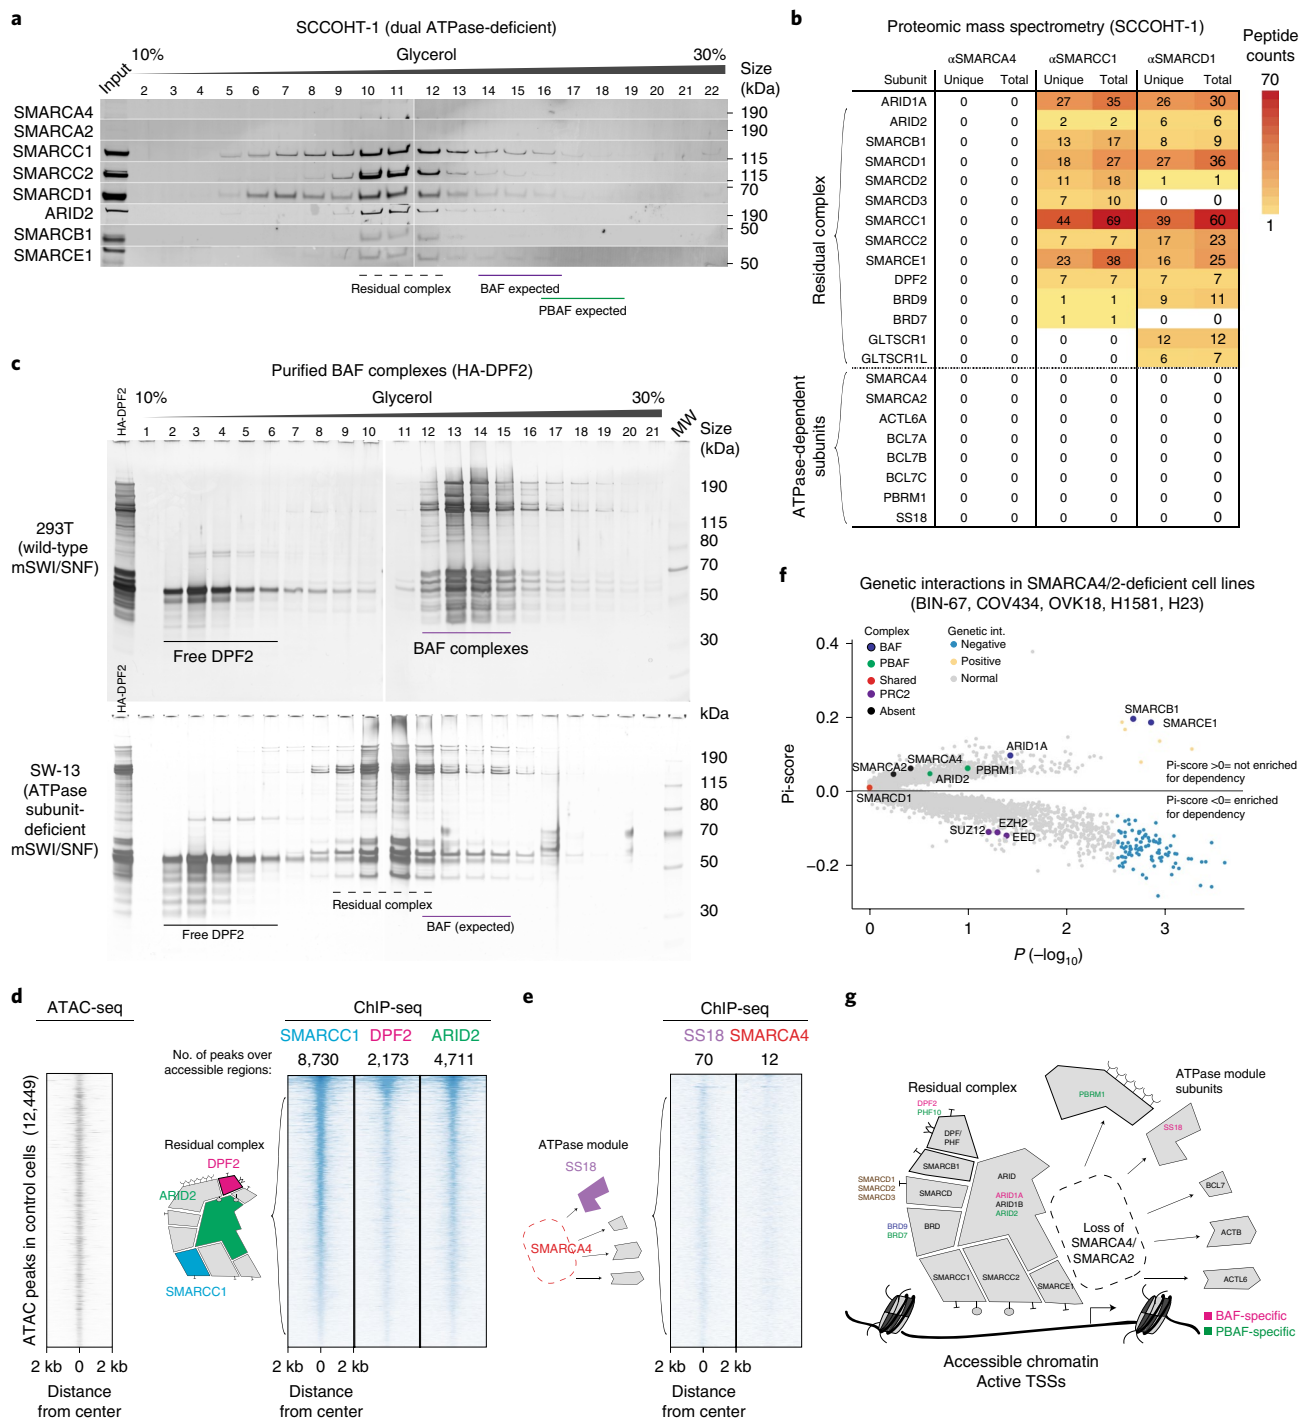 a
SCCOHT-1 (dual ATPase-deficient)
10% Glycerol 30%
Input 2 3 4 5 6 7 8 9 10 11 12 13 14 15 16 17 18 19 20 21 22
Size (kDa)
SMARCA4 190
SMARCA2 190
SMARCC1 115
SMARCC2 115
SMARCD1 70
ARID2 190
SMARCB1 50
SMARCE1 50
Residual complex
BAF expected
PBAF expected
b
Proteomic mass spectrometry (SCCOHT-1)
αSMARCA4 αSMARCC1 αSMARCD1
Subunit Unique Total Unique Total Unique Total
ARID1A 0 0 27 35 26 30
ARID2 0 0 2 2 6 6
SMARCB1 0 0 13 17 8 9
SMARCD1 0 0 18 27 27 36
SMARCD2 0 0 11 18 1 1
SMARCD3 0 0 7 10 0 0
SMARCC1 0 0 44 69 39 60
SMARCC2 0 0 7 7 17 23
SMARCE1 0 0 23 38 16 25
DPF2 0 0 7 7 7 7
BRD9 0 0 1 1 9 11
BRD7 0 0 1 1 0 0
GLTSCR1 0 0 0 0 12 12
GLTSCR1L 0 0 0 0 6 7
SMARCA4 0 0 0 0 0 0
SMARCA2 0 0 0 0 0 0
ACTL6A 0 0 0 0 0 0
BCL7A 0 0 0 0 0 0
BCL7B 0 0 0 0 0 0
BCL7C 0 0 0 0 0 0
PBRM1 0 0 0 0 0 0
SS18 0 0 0 0 0 0
Residual complex
ATPase-dependent
subunits
Peptide
counts
70
1
c
Purified BAF complexes (HA-DPF2)
10% Glycerol 30%
HA-DPF2 1 2 3 4 5 6 7 8 9 10 11 12 13 14 15 16 17 18 19 20 21 MW
Size
(kDa)
293T
(wild-type
mSWI/SNF)
190
115
80
70
50
30
Free DPF2
BAF complexes
HA-DPF2
kDa
SW-13
(ATPase
subunit-
deficient
mSWI/SNF)
190
115
80
70
50
30
Residual complex
BAF (expected)
Free DPF2
f
Genetic interactions in SMARCA4/2-deficient cell lines
(BIN-67, COV434, OVK18, H1581, H23)
Complex
BAF
PBAF
Shared
PRC2
Absent
Genetic int.
Negative
Positive
Normal
Pi-score
0.4
0.2
0.0
−0.2
SMARCB1
SMARCE1
ARID1A
SMARCA4
SMARCA2
PBRM1
ARID2
SMARCD1
SUZ12
EZH2
EED
Pi-score >0= not enriched
for dependency
Pi-score <0= enriched
for dependency
0 1 2 3
P (–log10)
d
ATAC-seq
ATAC peaks in control cells (12,449)
2 kb 0 2 kb
Distance
from center
ChIP-seq
SMARCC1 DPF2 ARID2
No. of peaks over
accessible regions:
8,730 2,173 4,711
Residual complex
DPF2
ARID2
SMARCC1
2 kb 0 2 kb
Distance
from center
e
ChIP-seq
SS18 SMARCA4
70 12
ATPase module
SS18
SMARCA4
2 kb 0 2 kb
Distance
from center
g
Residual complex
DPF2
PHF10
DPF/
PHF
SMARCB1
SMARCD1
SMARCD2
SMARCD3
SMARCD
BRD9
BRD7
BRD
ARID
ARID1A
ARID1B
ARID2
SMARCC1
SMARCC2
SMARCE1
Loss of
SMARCA4/
SMARCA2
PBRM1
ATPase module
subunits
SS18
BCL7
ACTB
ACTL6
BAF-specific
PBAF-specific
Accessible chromatin
Active TSSs